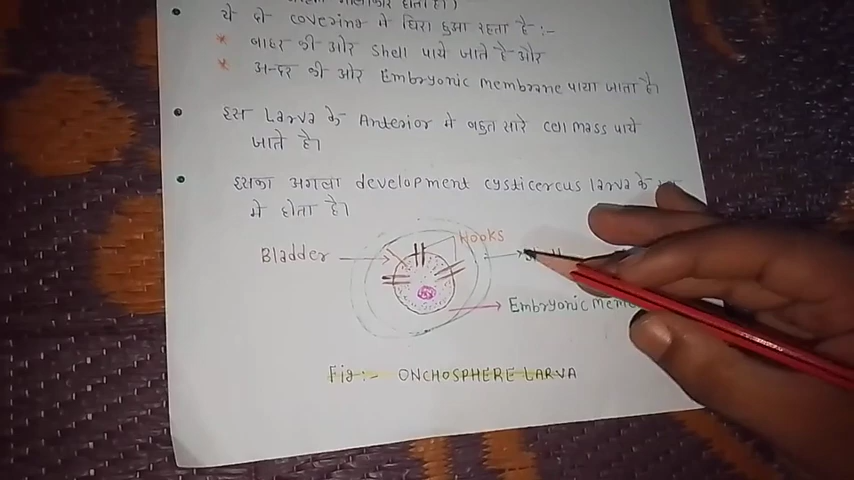 ये दो covering से घिरा हुआ रहता है :-
* बाहर की ओर shell पाये जाते है और
* अन्दर की ओर Embryonic membrane पाया जाता है।
इस Larva के Anterior में बहुत सारे cell mass पाये
जाते है।
इसका अगला development cysticercus larva के
में होता है।
Hooks
Bladder
Embryonic
Fig :- ONCHOSPHERE LARVA